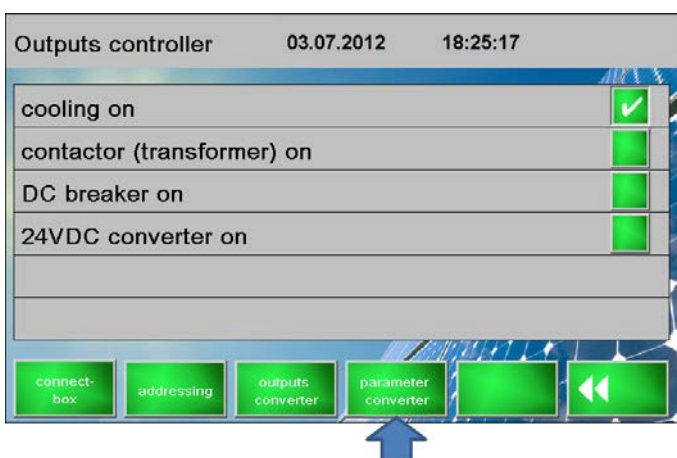 Outputs controller 03.07.2012 18:25:17
cooling on
contactor (transformer) on
DC breaker on
24VDC converter on
connect-
box
addressing
outputs
converter
parameter
converter